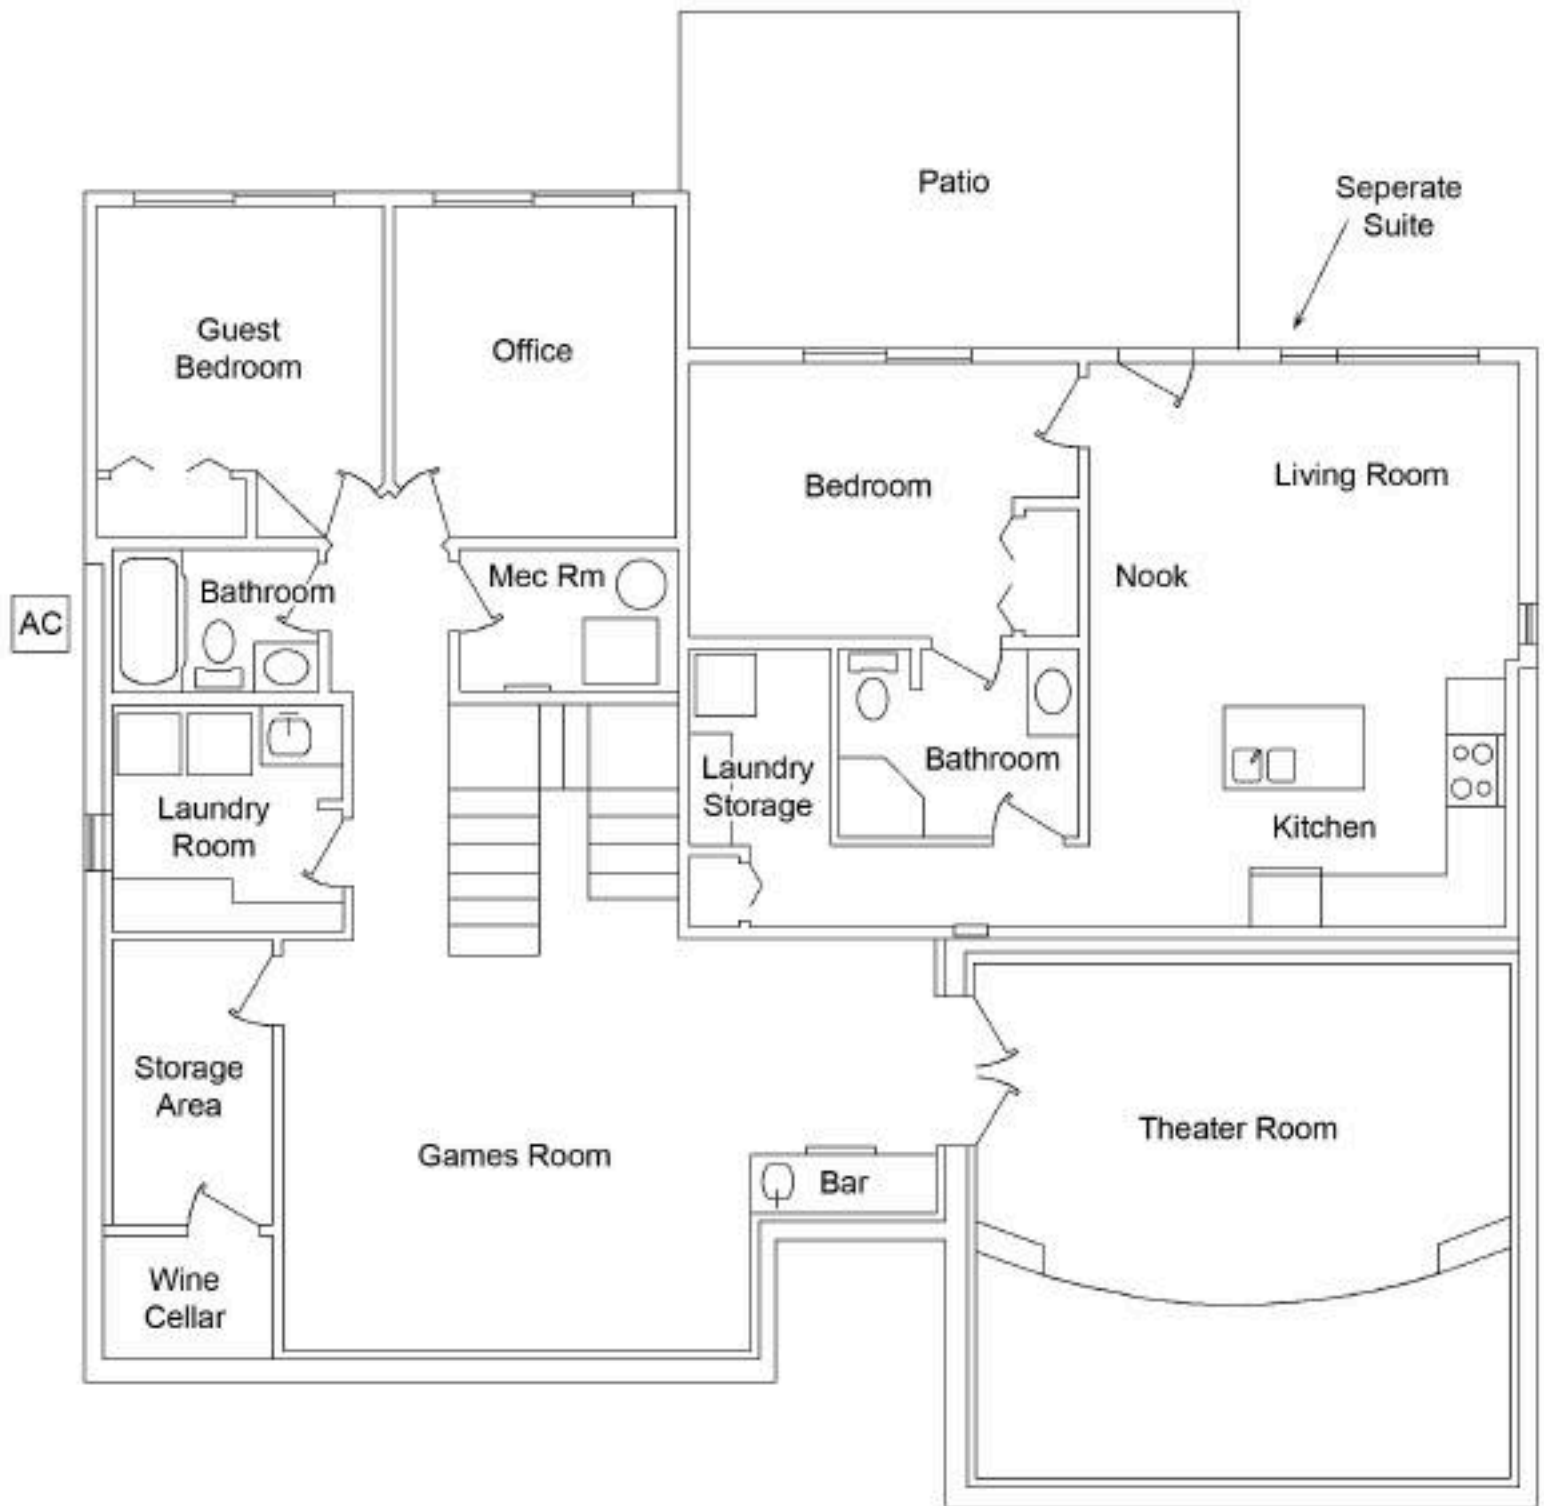 Patio
Seperate
Suite
Guest
Bedroom
Office
Bedroom
Living Room
Bathroom
Mec Rm
Nook
AC
Laundry
Storage
Bathroom
Laundry
Room
Kitchen
Storage
Area
Games Room
Bar
Theater Room
Wine
Cellar